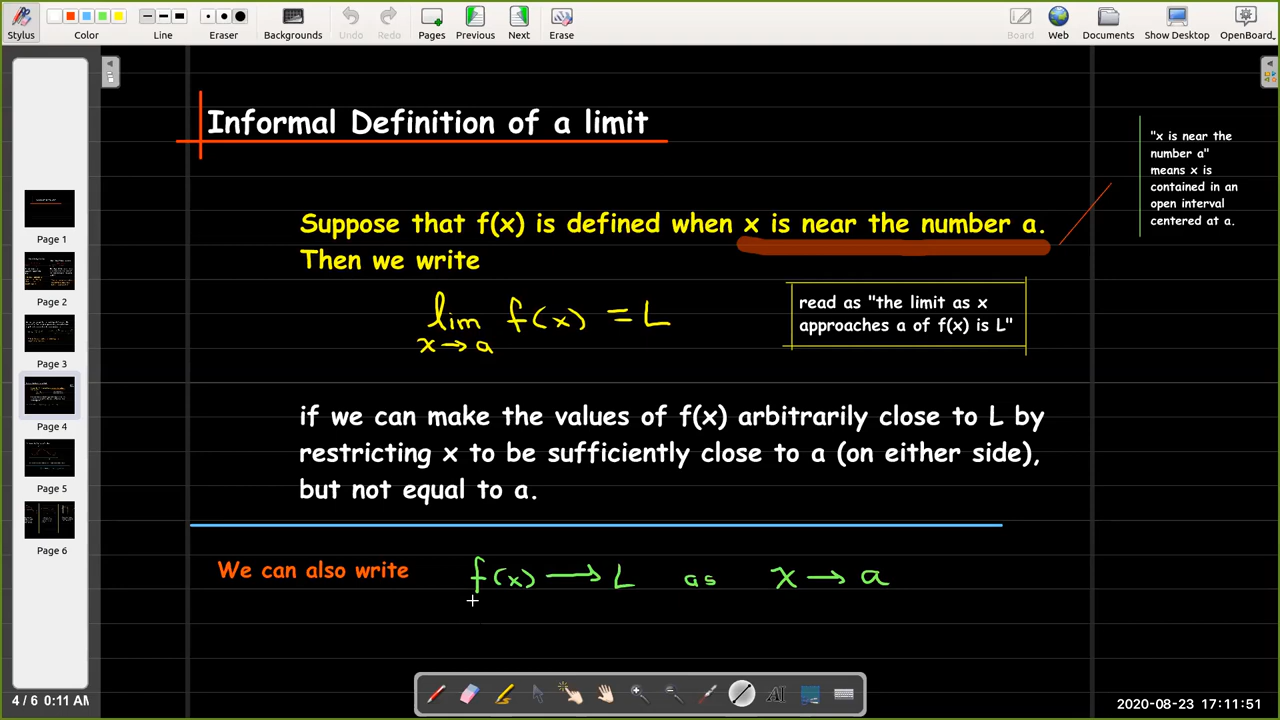 Stylus
Color
Line
Eraser
Backgrounds
Undo
Redo
Pages
Previous
Next
Erase
Board
Web
Documents
Show Desktop
OpenBoard
Informal Definition of a limit
"x is near the
number a"
means x is
contained in an
open interval
centered at a.
Suppose that f(x) is defined when x is near the number a.
Then we write
lim f(x) = L
x → a
read as "the limit as x
approaches a of f(x) is L"
if we can make the values of f(x) arbitrarily close to L by
restricting x to be sufficiently close to a (on either side),
but not equal to a.
We can also write f(x) → L as x → a
Page 1
Page 2
Page 3
Page 4
Page 5
Page 6
4 / 6 0:11 AM
AI
2020-08-23 17:11:51